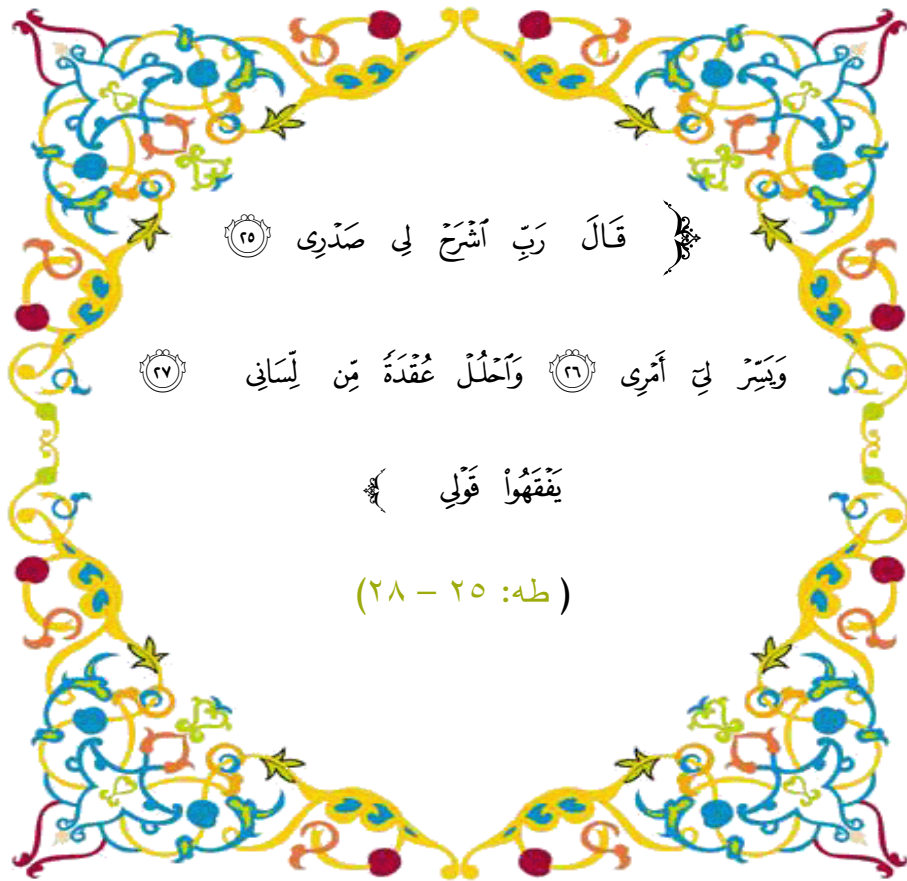 ﴿ قَالَ رَبِّ ٱشۡرَحۡ لِى صَدۡرِى ٢٥
وَيَسِّرۡ لِىٓ أَمۡرِى ٢٦ وَٱحۡلُلۡ عُقۡدَةٗ مِّن لِّسَانِى ٢٧
يَفۡقَهُواْ قَوۡلِى ﴾
( طه: ٢٥ – ٢٨)